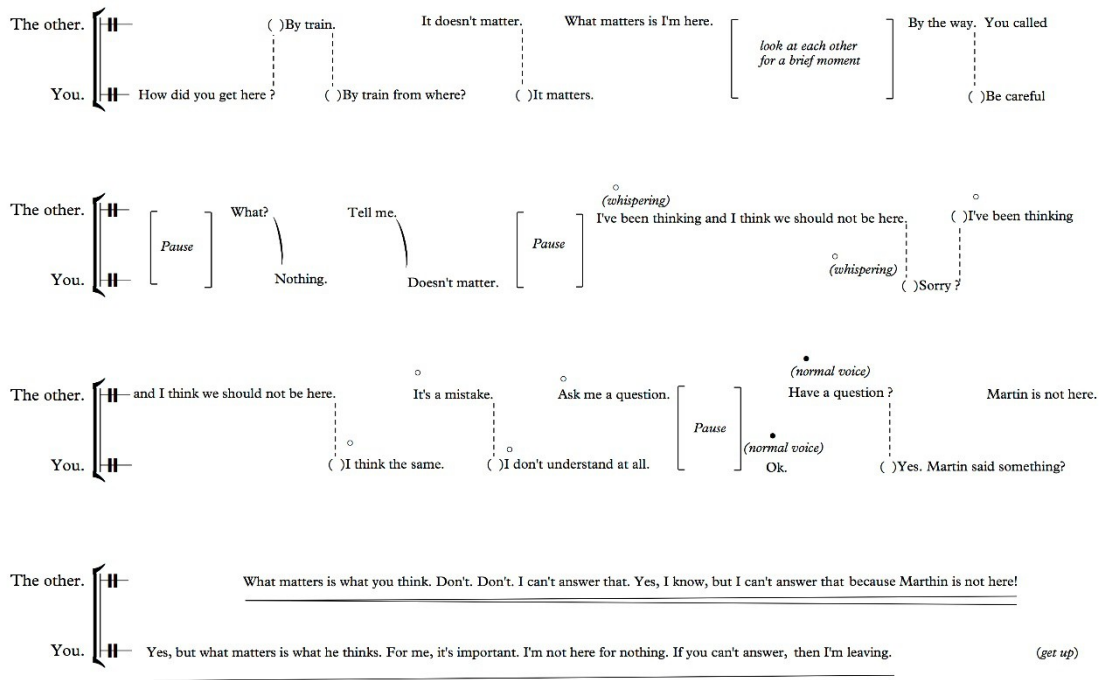 The other. ( )By train. It doesn't matter. What matters is I'm here. By the way. You called
look at each other
for a brief moment
You. How did you get here ? ( )By train from where? ( )It matters. ( )Be careful
(whispering)
The other. What? Tell me. I've been thinking and I think we should not be here. ( )I've been thinking
Pause Pause
(whispering)
You. Nothing. Doesn't matter. ( )Sorry ?
(normal voice)
The other. and I think we should not be here. It's a mistake. Ask me a question. Have a question ? Martin is not here.
Pause
(normal voice)
You. ( )I think the same. ( )I don't understand at all. Ok. ( )Yes. Martin said something?
The other. What matters is what you think. Don't. Don't. I can't answer that. Yes, I know, but I can't answer that because Marthin is not here!
You. Yes, but what matters is what he thinks. For me, it's important. I'm not here for nothing. If you can't answer, then I'm leaving. (get up)